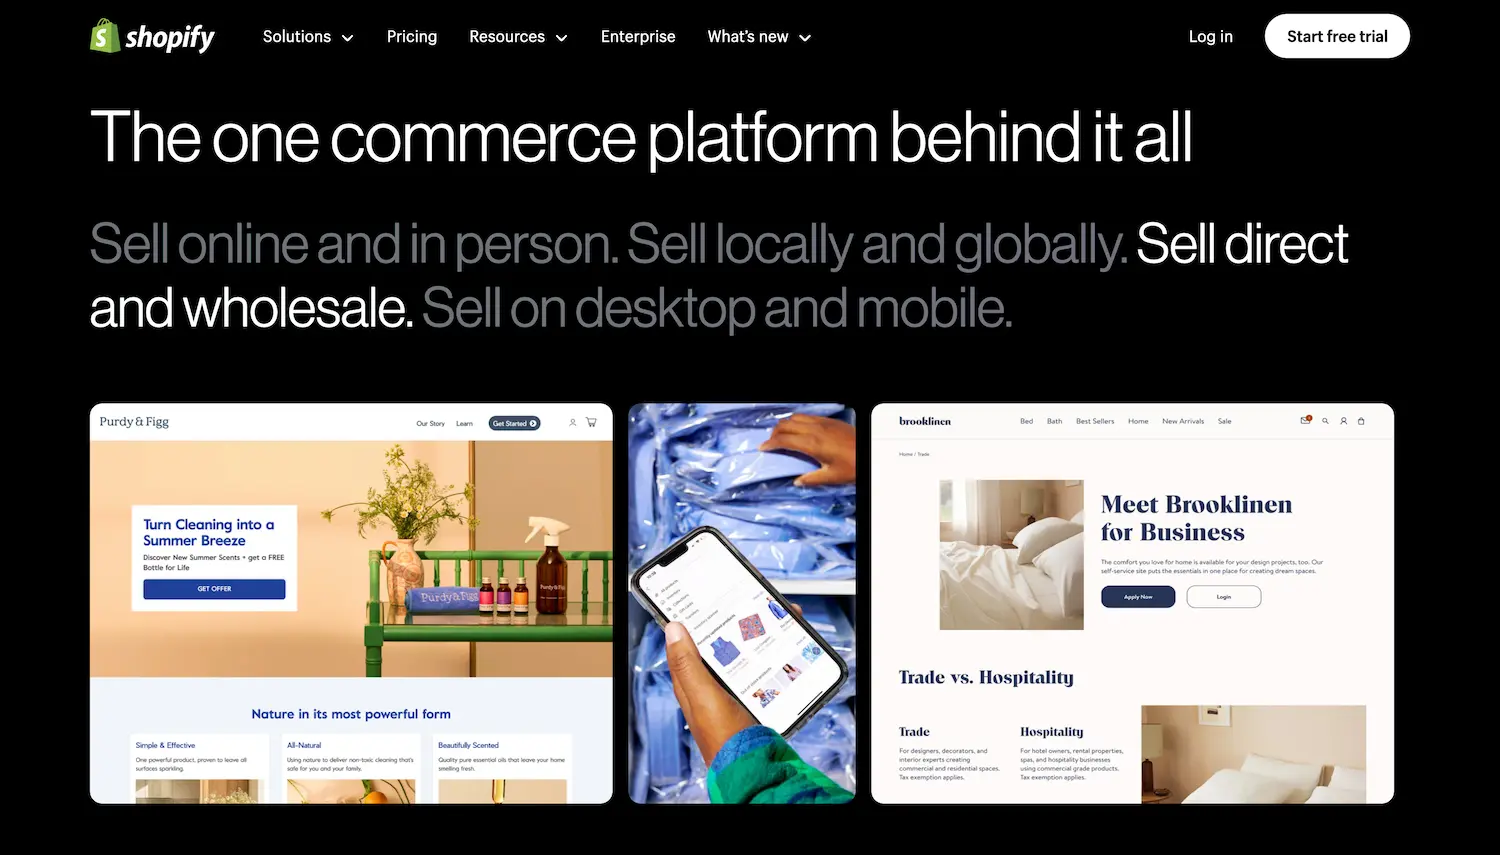 shopify
Solutions
Pricing
Resources
Enterprise
What's new
Log in
Start free trial
The one commerce platform behind it all
Sell online and in person. Sell locally and globally. Sell direct
and wholesale. Sell on desktop and mobile.
Purdy & Figg
Our Story
Learn
Get Started
Turn Cleaning into a
Summer Breeze
Discover New Summer Scents + get a FREE
Bottle for Life
GET OFFER
Purdy & Figg
Purdy & Figg
Nature in its most powerful form
Simple & Effective
One powerful product, proven to leave all
surfaces sparkling.
All-Natural
Using nature to deliver non-toxic cleaning that's
safe for you and your family.
Beautifully Scented
Quality pure essential oils that leave your home
smelling fresh.
brooklinen
Bed
Bath
Best Sellers
Home
New Arrivals
Sale
Home / Trade
Meet Brooklinen
for Business
The comfort you love for home is available for your design projects, too. Our
self-service site puts the essentials in one place for creating dream spaces.
Apply Now
Login
Trade vs. Hospitality
Trade
For designers, decorators, and
interior experts creating
commercial and residential spaces.
Tax exemption applies.
Hospitality
For hotel owners, rental properties,
spas, and hospitality businesses
using commercial grade products.
Tax exemption applies.